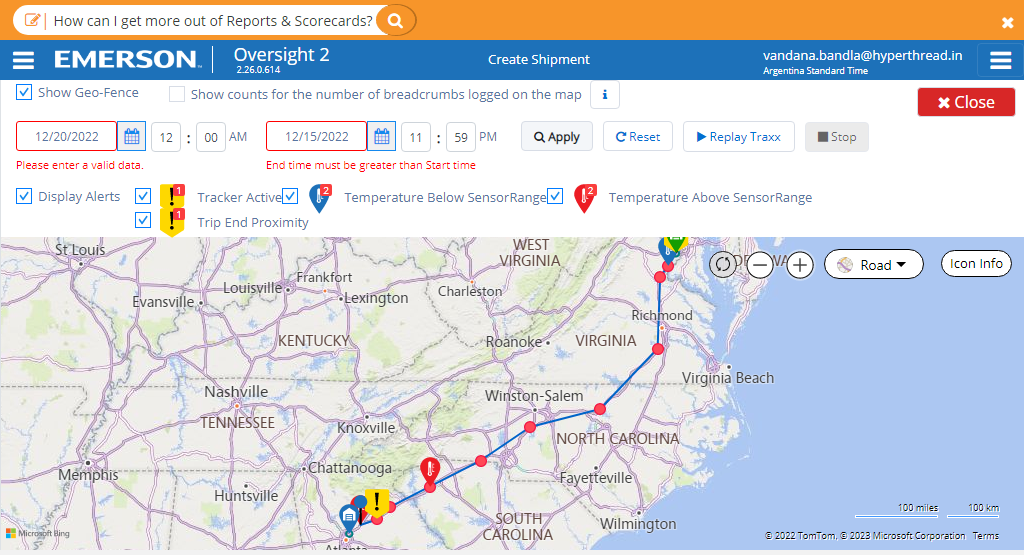 How can I get more out of Reports & Scorecards?
EMERSON Oversight 2
2.26.0.614
Create Shipment
vandana.bandla@hyperthread.in
Argentina Standard Time
Show Geo-Fence Show counts for the number of breadcrumbs logged on the map i
Close
12/20/2022 12 : 00 AM 12/15/2022 11 : 59 PM Apply Reset Replay Traxx Stop
Please enter a valid data. End time must be greater than Start time
Display Alerts 1 Tracker Active 2 Temperature Below SensorRange 2 Temperature Above SensorRange
1 Trip End Proximity
St Louis
WEST
VIRGINIA
Road
Icon Info
Frankfort
Louisville
Evansville
Lexington
Charleston
Richmond
KENTUCKY
Roanoke
VIRGINIA
Virginia Beach
Nashville
Winston-Salem
TENNESSEE
Knoxville
NORTH CAROLINA
Memphis
Chattanooga
Fayetteville
Huntsville
100 miles 100 km
SOUTH
CAROLINA
Wilmington
Microsoft Bing
Atlanta
© 2022 TomTom, © 2023 Microsoft Corporation Terms